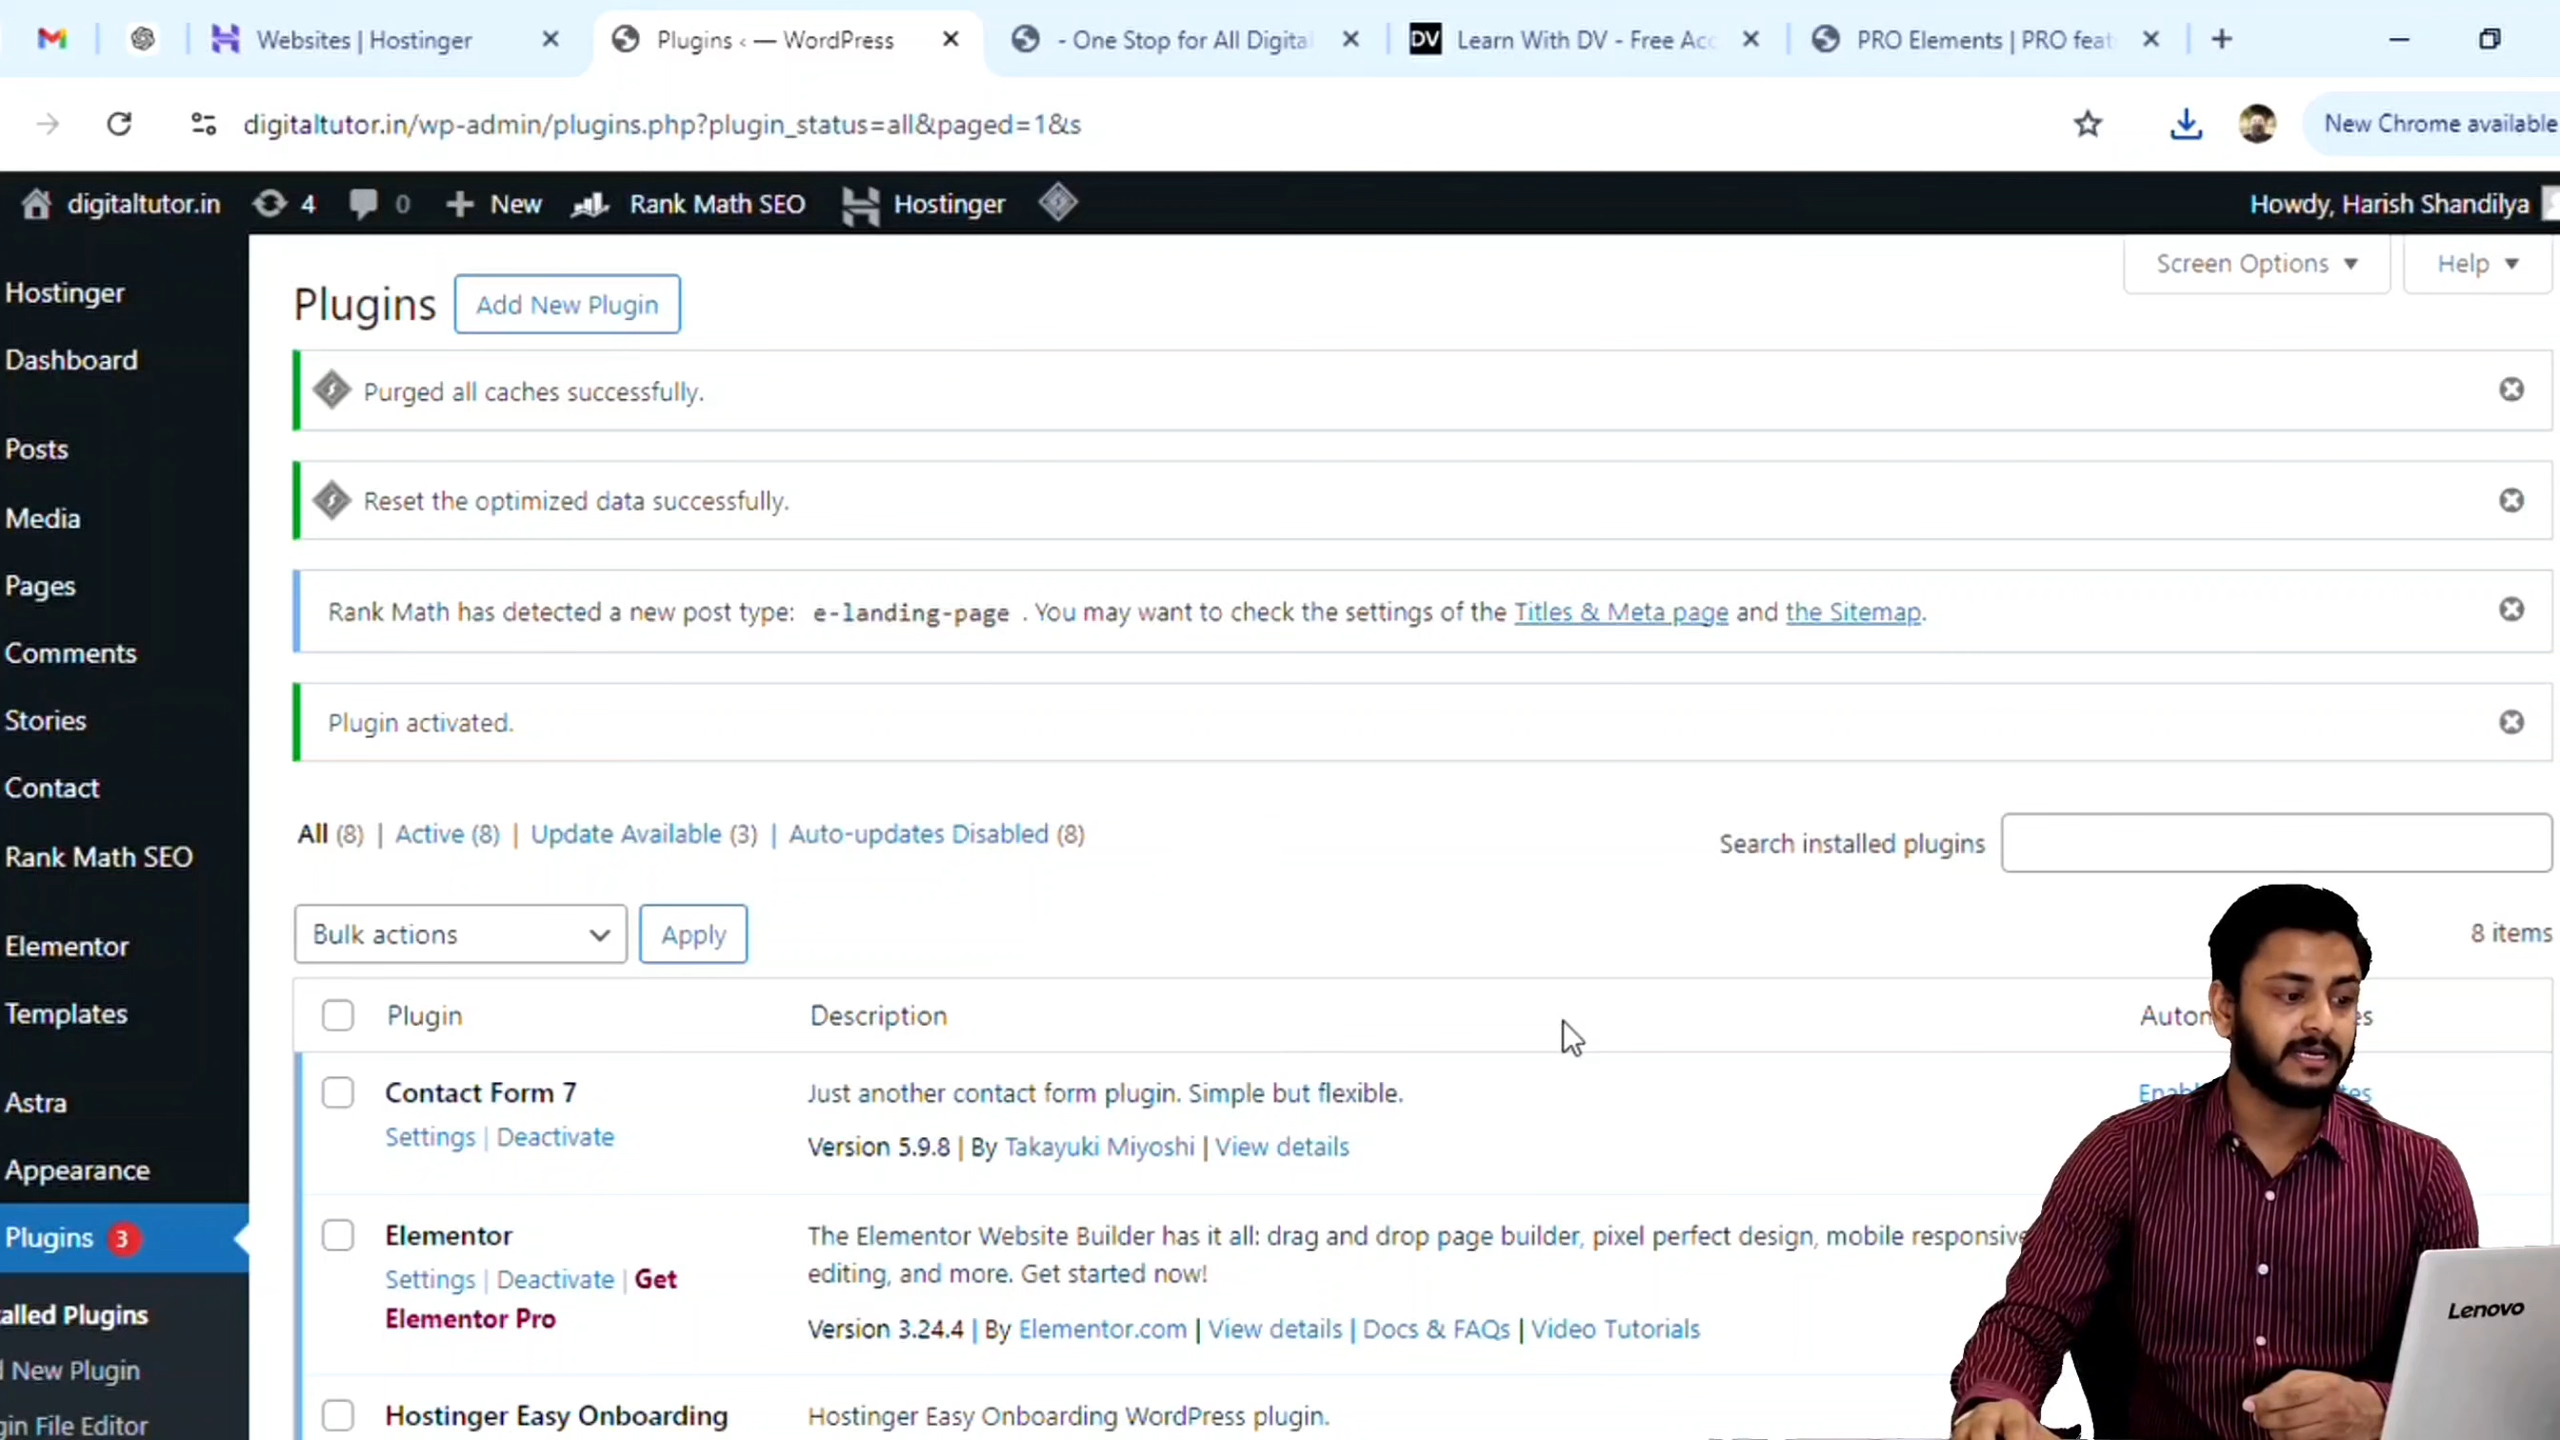 Websites | Hostinger
Plugins ‹ — WordPress
- One Stop for All Digital
DV Learn With DV - Free Acc
PRO Elements | PRO feat
digitaltutor.in/wp-admin/plugins.php?plugin_status=all&paged=1&s
New Chrome available
digitaltutor.in 4 0 New Rank Math SEO Hostinger
Howdy, Harish Shandilya
Hostinger
Dashboard
Posts
Media
Pages
Comments
Stories
Contact
Rank Math SEO
Elementor
Templates
Astra
Appearance
Plugins 3
alled Plugins
New Plugin
gin File Editor
Screen Options
Help
Plugins Add New Plugin
Purged all caches successfully.
Reset the optimized data successfully.
Rank Math has detected a new post type: e-landing-page . You may want to check the settings of the Titles & Meta page and the Sitemap.
Plugin activated.
All (8) | Active (8) | Update Available (3) | Auto-updates Disabled (8)
Search installed plugins
Bulk actions Apply
8 items
Plugin Description
Contact Form 7 Just another contact form plugin. Simple but flexible.
Settings | Deactivate Version 5.9.8 | By Takayuki Miyoshi | View details
Elementor The Elementor Website Builder has it all: drag and drop page builder, pixel perfect design, mobile responsive
Settings | Deactivate | Get editing, and more. Get started now!
Elementor Pro Version 3.24.4 | By Elementor.com | View details | Docs & FAQs | Video Tutorials
Hostinger Easy Onboarding Hostinger Easy Onboarding WordPress plugin.
Lenovo